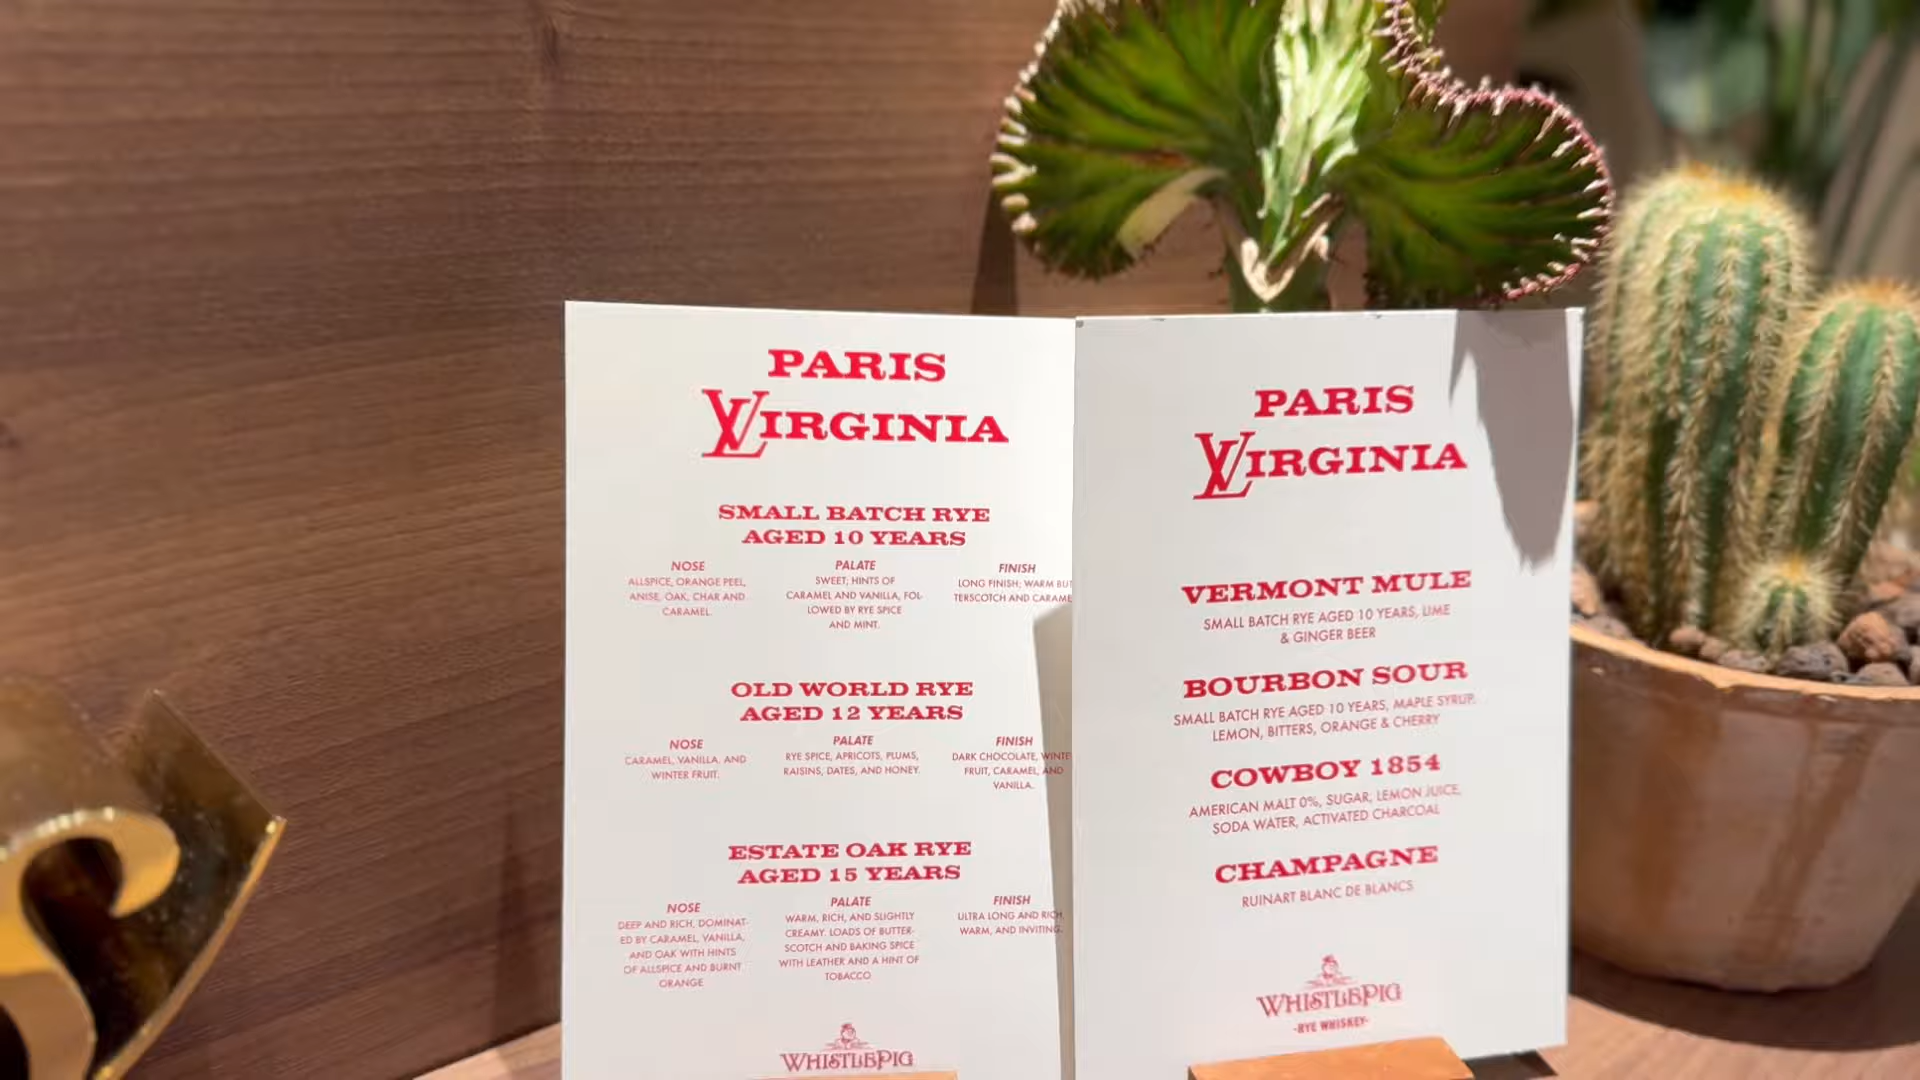 PARIS
VIRGINIA
SMALL BATCH RYE
AGED 10 YEARS
NOSE
ALLSPICE, ORANGE PEEL,
ANISE, OAK, CHAR AND
CARAMEL.
PALATE
SWEET, HINTS OF
CARAMEL AND VANILLA, FOL-
LOWED BY RYE SPICE
AND MINT.
FINISH
LONG FINISH; WARM BUT
TERSCOTCH AND CARAME
OLD WORLD RYE
AGED 12 YEARS
NOSE
CARAMEL, VANILLA, AND
WINTER FRUIT.
PALATE
RYE SPICE, APRICOTS, PLUMS,
RAISINS, DATES, AND HONEY.
FINISH
DARK CHOCOLATE, WINTE
FRUIT, CARAMEL, AND
VANILLA.
ESTATE OAK RYE
AGED 15 YEARS
NOSE
DEEP AND RICH, DOMINAT-
ED BY CARAMEL, VANILLA,
AND OAK WITH HINTS
OF ALLSPICE AND BURNT
ORANGE
PALATE
WARM, RICH, AND SLIGHTLY
CREAMY. LOADS OF BUTTER-
SCOTCH AND BAKING SPICE
WITH LEATHER AND A HINT OF
TOBACCO
FINISH
ULTRA LONG AND RICH,
WARM, AND INVITING.
WHISTLEPIG
PARIS
VIRGINIA
VERMONT MULE
SMALL BATCH RYE AGED 10 YEARS, LIME
& GINGER BEER
BOURBON SOUR
SMALL BATCH RYE AGED 10 YEARS, MAPLE SYRUP,
LEMON, BITTERS, ORANGE & CHERRY
COWBOY 1854
AMERICAN MALT 0%, SUGAR, LEMON JUICE,
SODA WATER, ACTIVATED CHARCOAL
CHAMPAGNE
RUINART BLANC DE BLANCS
WHISTLEPIG
-RYE WHISKEY-